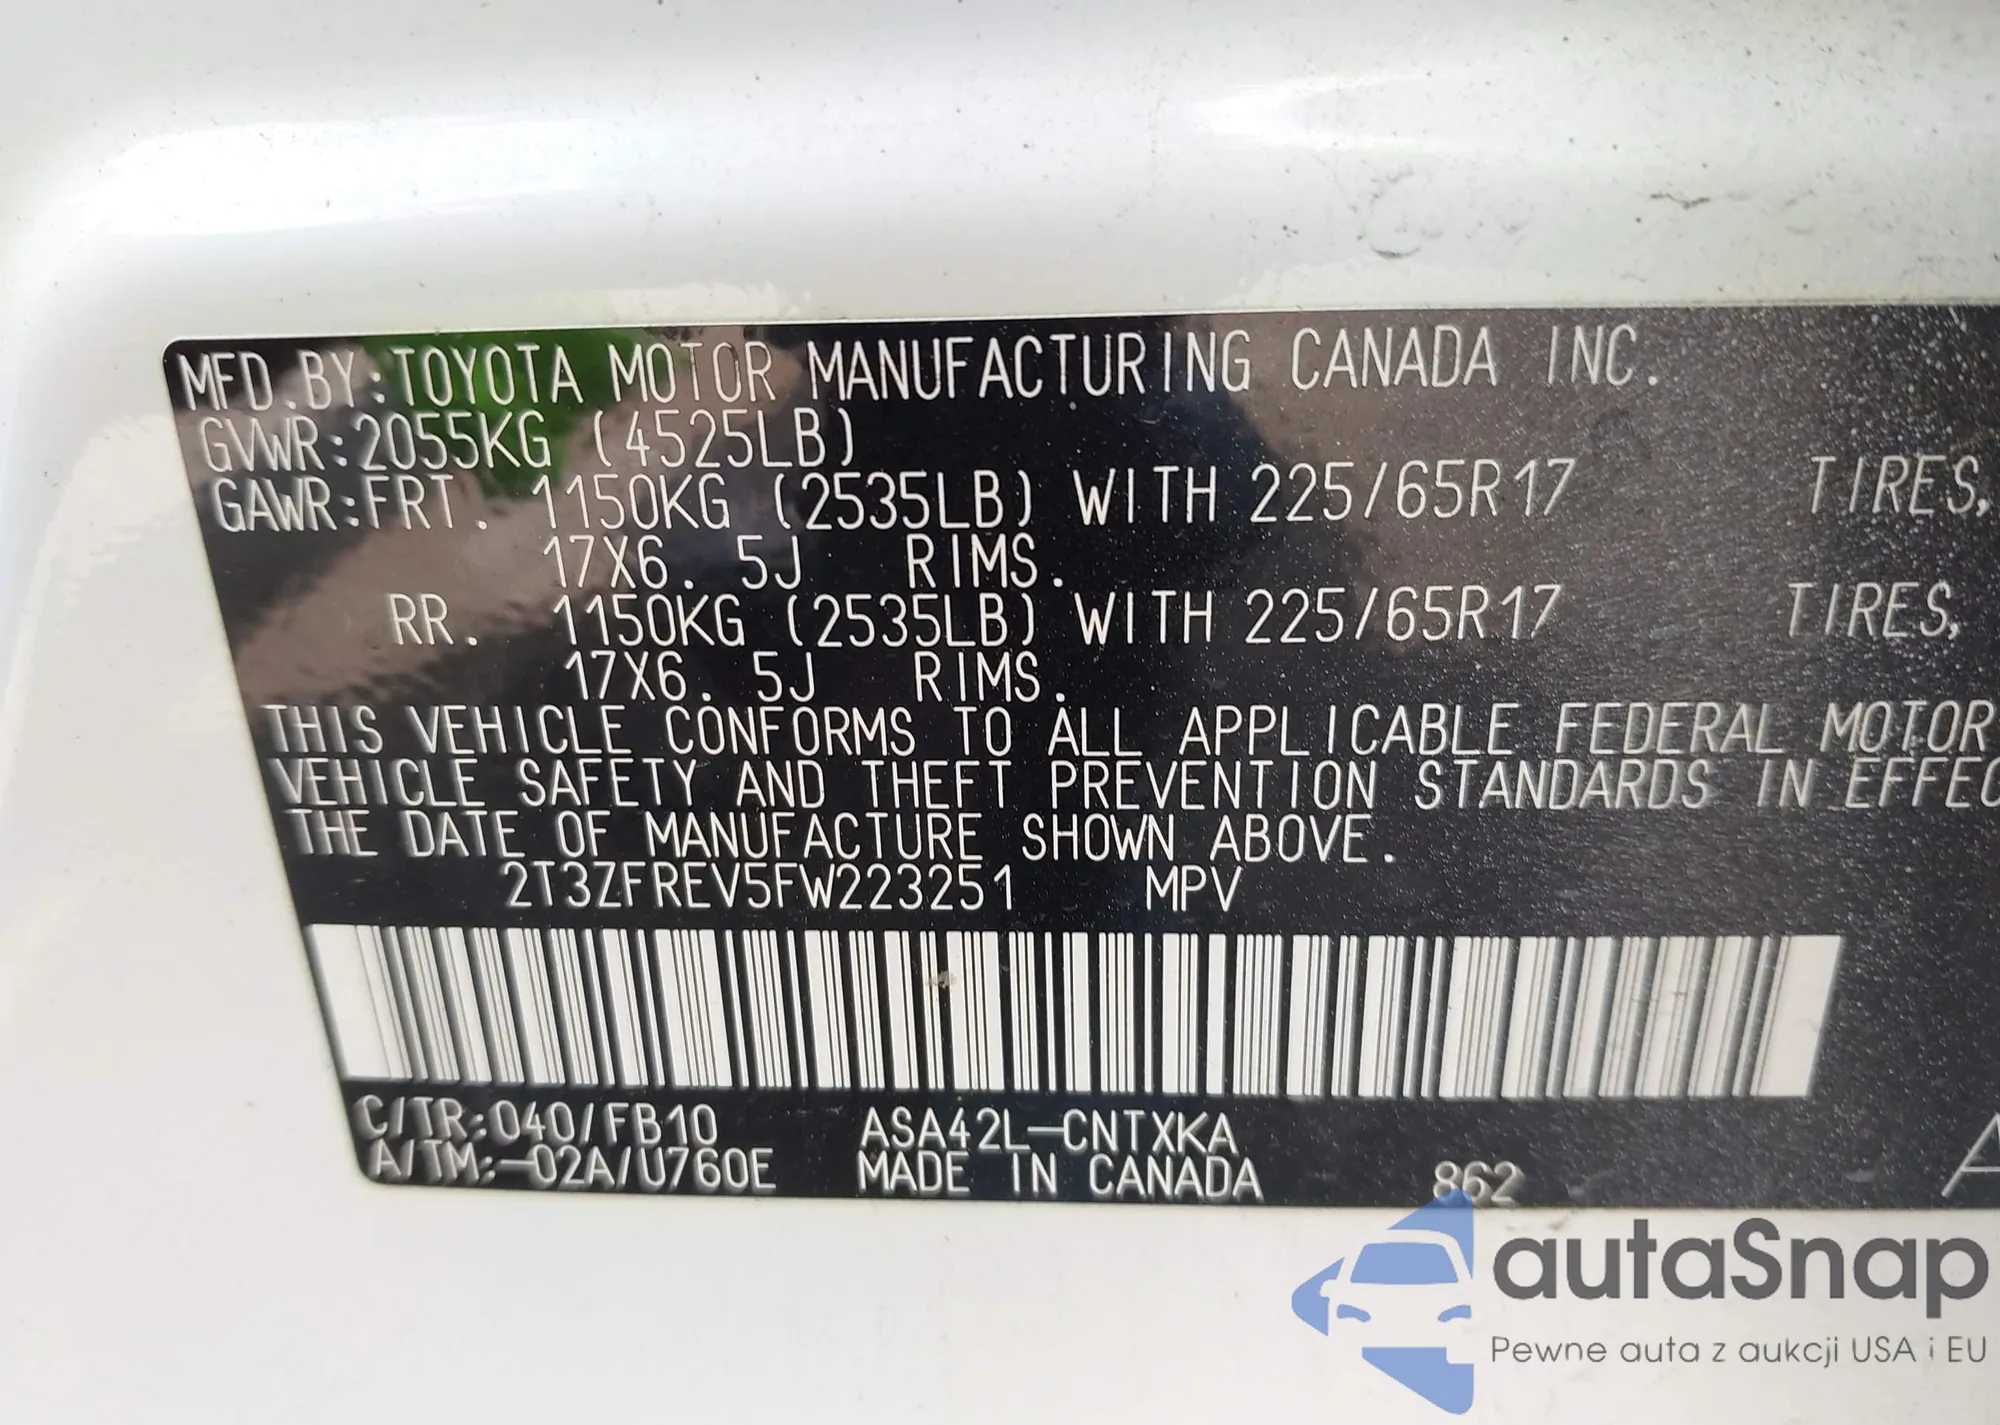 MFD.BY:TOYOTA MOTOR MANUFACTURING CANADA INC.
GVWR:2055KG (4525LB)
GAWR:FRT. 1150KG (2535LB) WITH 225/65R17 TIRES,
17X6.5J RIMS.
RR. 1150KG (2535LB) WITH 225/65R17 TIRES,
17X6.5J RIMS.
THIS VEHICLE CONFORMS TO ALL APPLICABLE FEDERAL MOTOR
VEHICLE SAFETY AND THEFT PREVENTION STANDARDS IN EFFEC
THE DATE OF MANUFACTURE SHOWN ABOVE.
2T3ZFREV5FW223251 MPV
C/TR:040/FB10 ASA42L-CNTXKA
A/TM:-02A/U760E MADE IN CANADA 862 A
autaSnap
Pewne auta z aukcji USA i EU